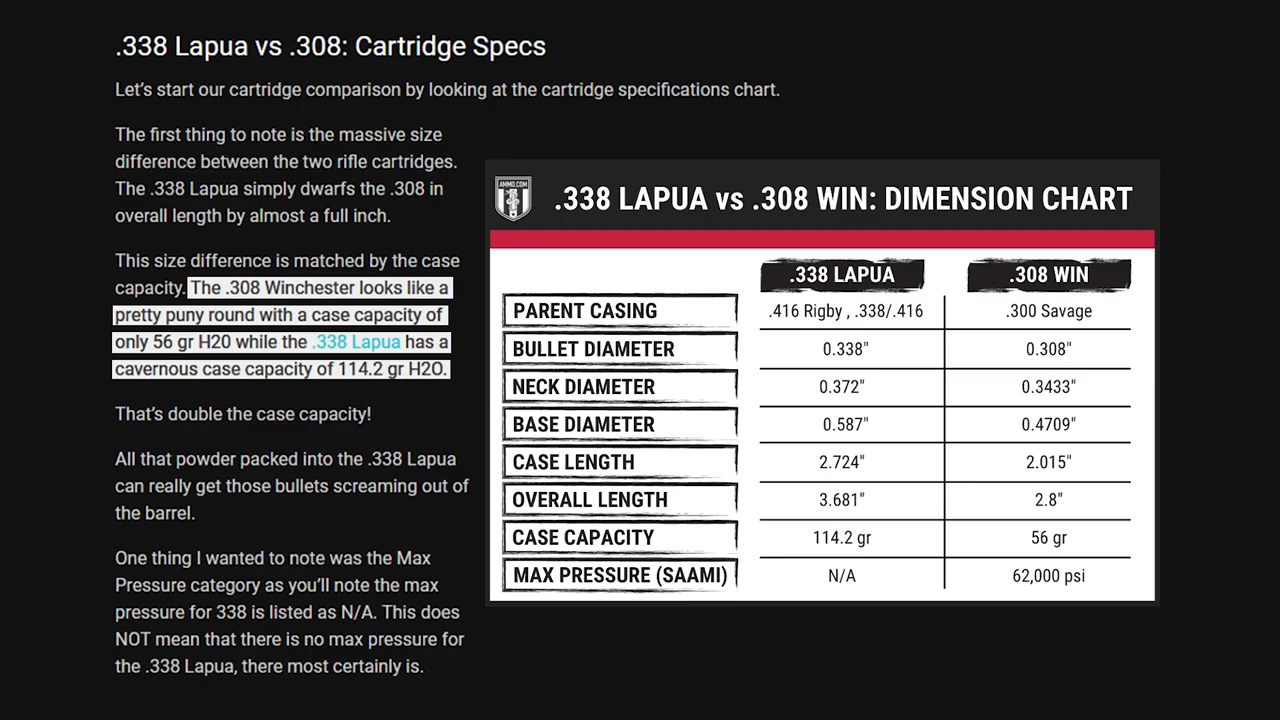 .338 Lapua vs .308: Cartridge Specs
Let's start our cartridge comparison by looking at the cartridge specifications chart.
The first thing to note is the massive size
difference between the two rifle cartridges.
The .338 Lapua simply dwarfs the .308 in
overall length by almost a full inch.
This size difference is matched by the case
capacity. The .308 Winchester looks like a
pretty puny round with a case capacity of
only 56 gr H20 while the .338 Lapua has a
cavernous case capacity of 114.2 gr H2O.
That's double the case capacity!
All that powder packed into the .338 Lapua
can really get those bullets screaming out of
the barrel.
One thing I wanted to note was the Max
Pressure category as you'll note the max
pressure for 338 is listed as N/A. This does
NOT mean that there is no max pressure for
the .338 Lapua, there most certainly is.
AMMO.COM
.338 LAPUA vs .308 WIN: DIMENSION CHART
.338 LAPUA .308 WIN
PARENT CASING .416 Rigby , .338/.416 .300 Savage
BULLET DIAMETER 0.338" 0.308"
NECK DIAMETER 0.372" 0.3433"
BASE DIAMETER 0.587" 0.4709"
CASE LENGTH 2.724" 2.015"
OVERALL LENGTH 3.681" 2.8"
CASE CAPACITY 114.2 gr 56 gr
MAX PRESSURE (SAAMI) N/A 62,000 psi